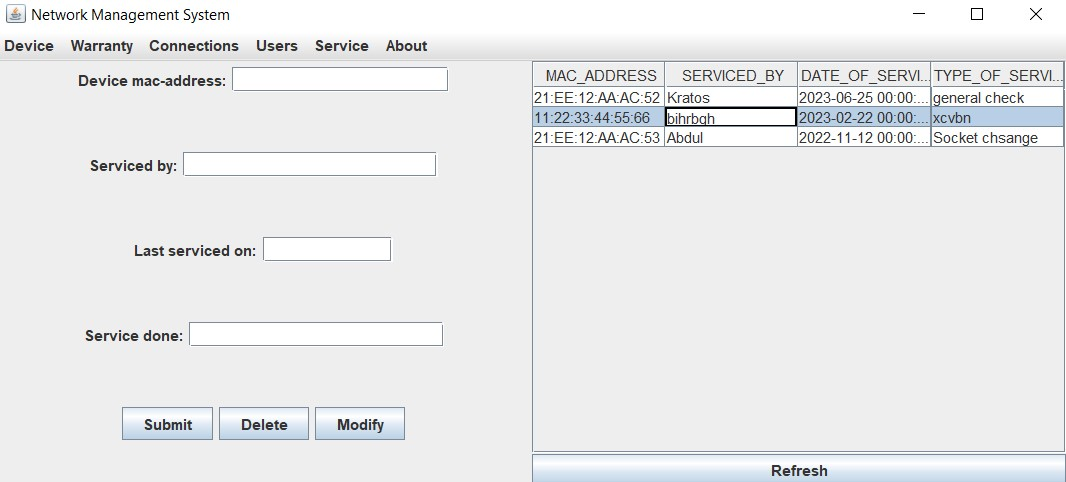 Network Management System
Device Warranty Connections Users Service About
Device mac-address:
Serviced by:
Last serviced on:
Service done:
Submit Delete Modify
MAC_ADDRESS SERVICED_BY DATE_OF_SERVI... TYPE_OF_SERVI...
21:EE:12:AA:AC:52 Kratos 2023-06-25 00:00:... general check
11:22:33:44:55:66 bihrbgh 2023-02-22 00:00:... xcvbn
21:EE:12:AA:AC:53 Abdul 2022-11-12 00:00:... Socket chsange
Refresh